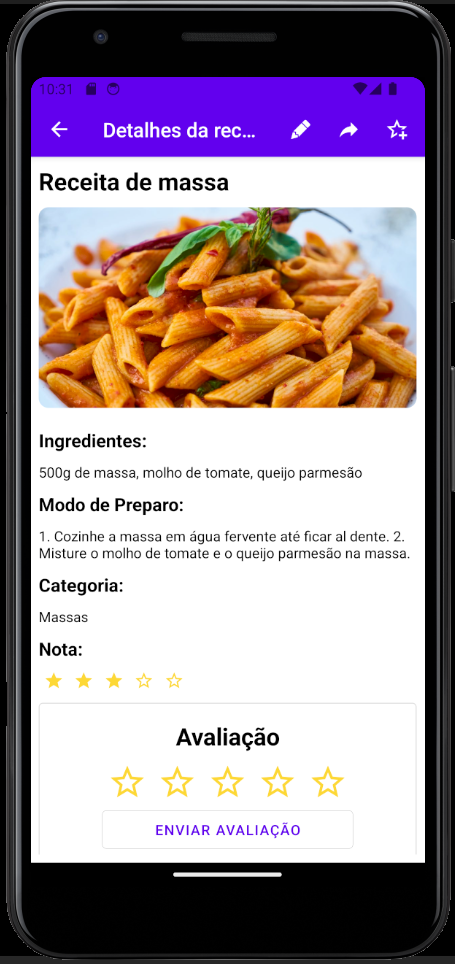 10:31
Detalhes da rec...
Receita de massa
Ingredientes:
500g de massa, molho de tomate, queijo parmesão
Modo de Preparo:
1. Cozinhe a massa em água fervente até ficar al dente. 2.
Misture o molho de tomate e o queijo parmesão na massa.
Categoria:
Massas
Nota:
Avaliação
ENVIAR AVALIAÇÃO